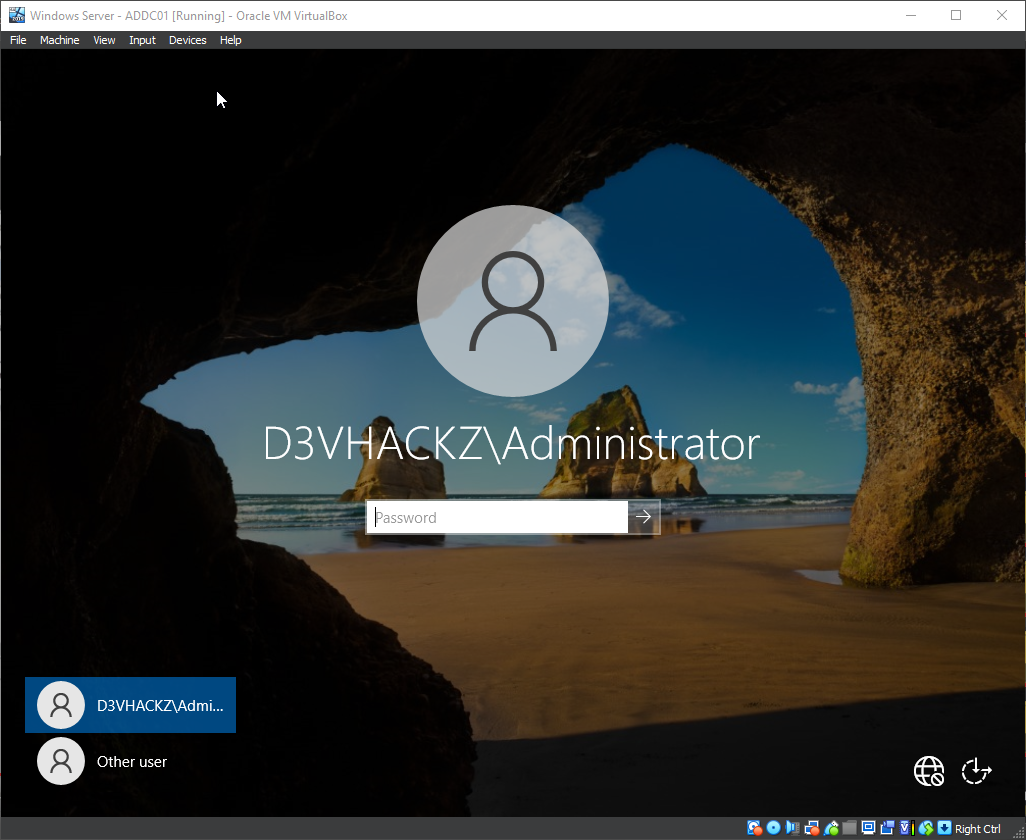 Windows Server - ADDC01 [Running] - Oracle VM VirtualBox
File Machine View Input Devices Help
D3VHACKZ\Administrator
Password
D3VHACKZ\Admi...
Other user
Right Ctrl